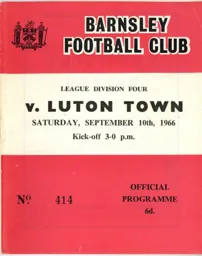 BARNSLEY
FOOTBALL CLUB
LEAGUE DIVISION FOUR
v. LUTON TOWN
SATURDAY, SEPTEMBER 10th, 1966
Kick-off 3-0 p.m.
Nº 414
OFFICIAL
PROGRAMME
6d.